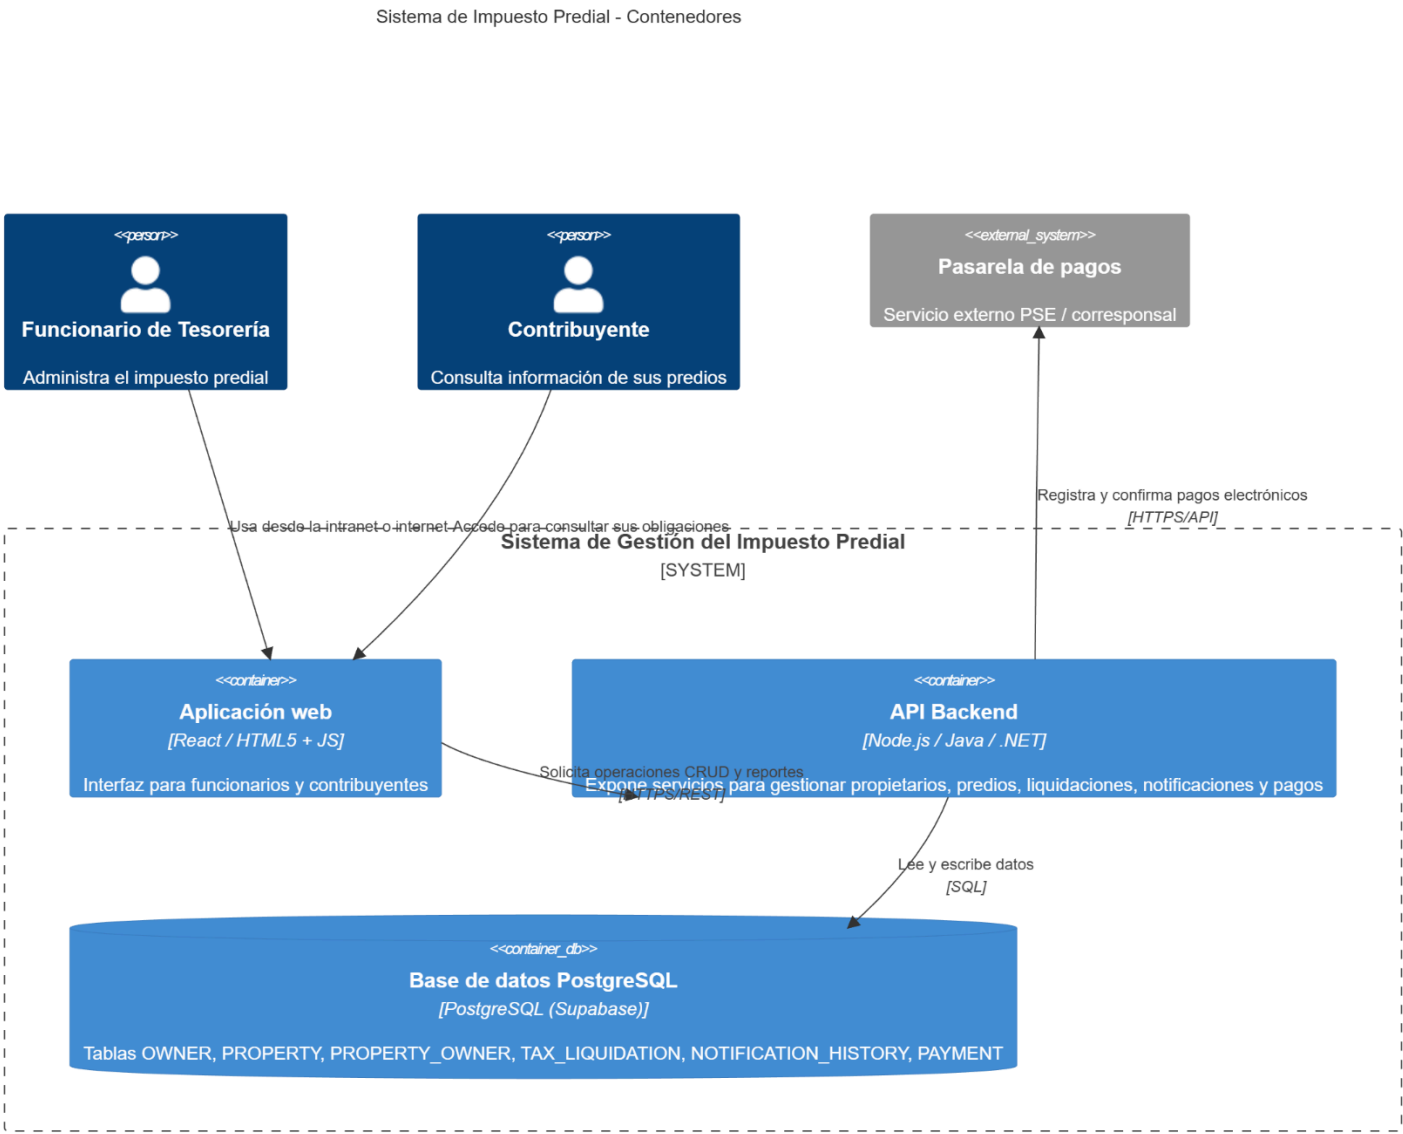 Sistema de Impuesto Predial - Contenedores
<<person>>
Funcionario de Tesorería
Administra el impuesto predial
<<person>>
Contribuyente
Consulta información de sus predios
<<external_system>>
Pasarela de pagos
Servicio externo PSE / corresponsal
Registra y confirma pagos electrónicos
[HTTPS/API]
Usa desde la intranet o internet
Accede para consultar sus obligaciones
Sistema de Gestión del Impuesto Predial
[SYSTEM]
<<container>>
Aplicación web
[React / HTML5 + JS]
Interfaz para funcionarios y contribuyentes
Solicita operaciones CRUD y reportes
[HTTPS/REST]
<<container>>
API Backend
[Node.js / Java / .NET]
Expone servicios para gestionar propietarios, predios, liquidaciones, notificaciones y pagos
Lee y escribe datos
[SQL]
<<container_db>>
Base de datos PostgreSQL
[PostgreSQL (Supabase)]
Tablas OWNER, PROPERTY, PROPERTY_OWNER, TAX_LIQUIDATION, NOTIFICATION_HISTORY, PAYMENT